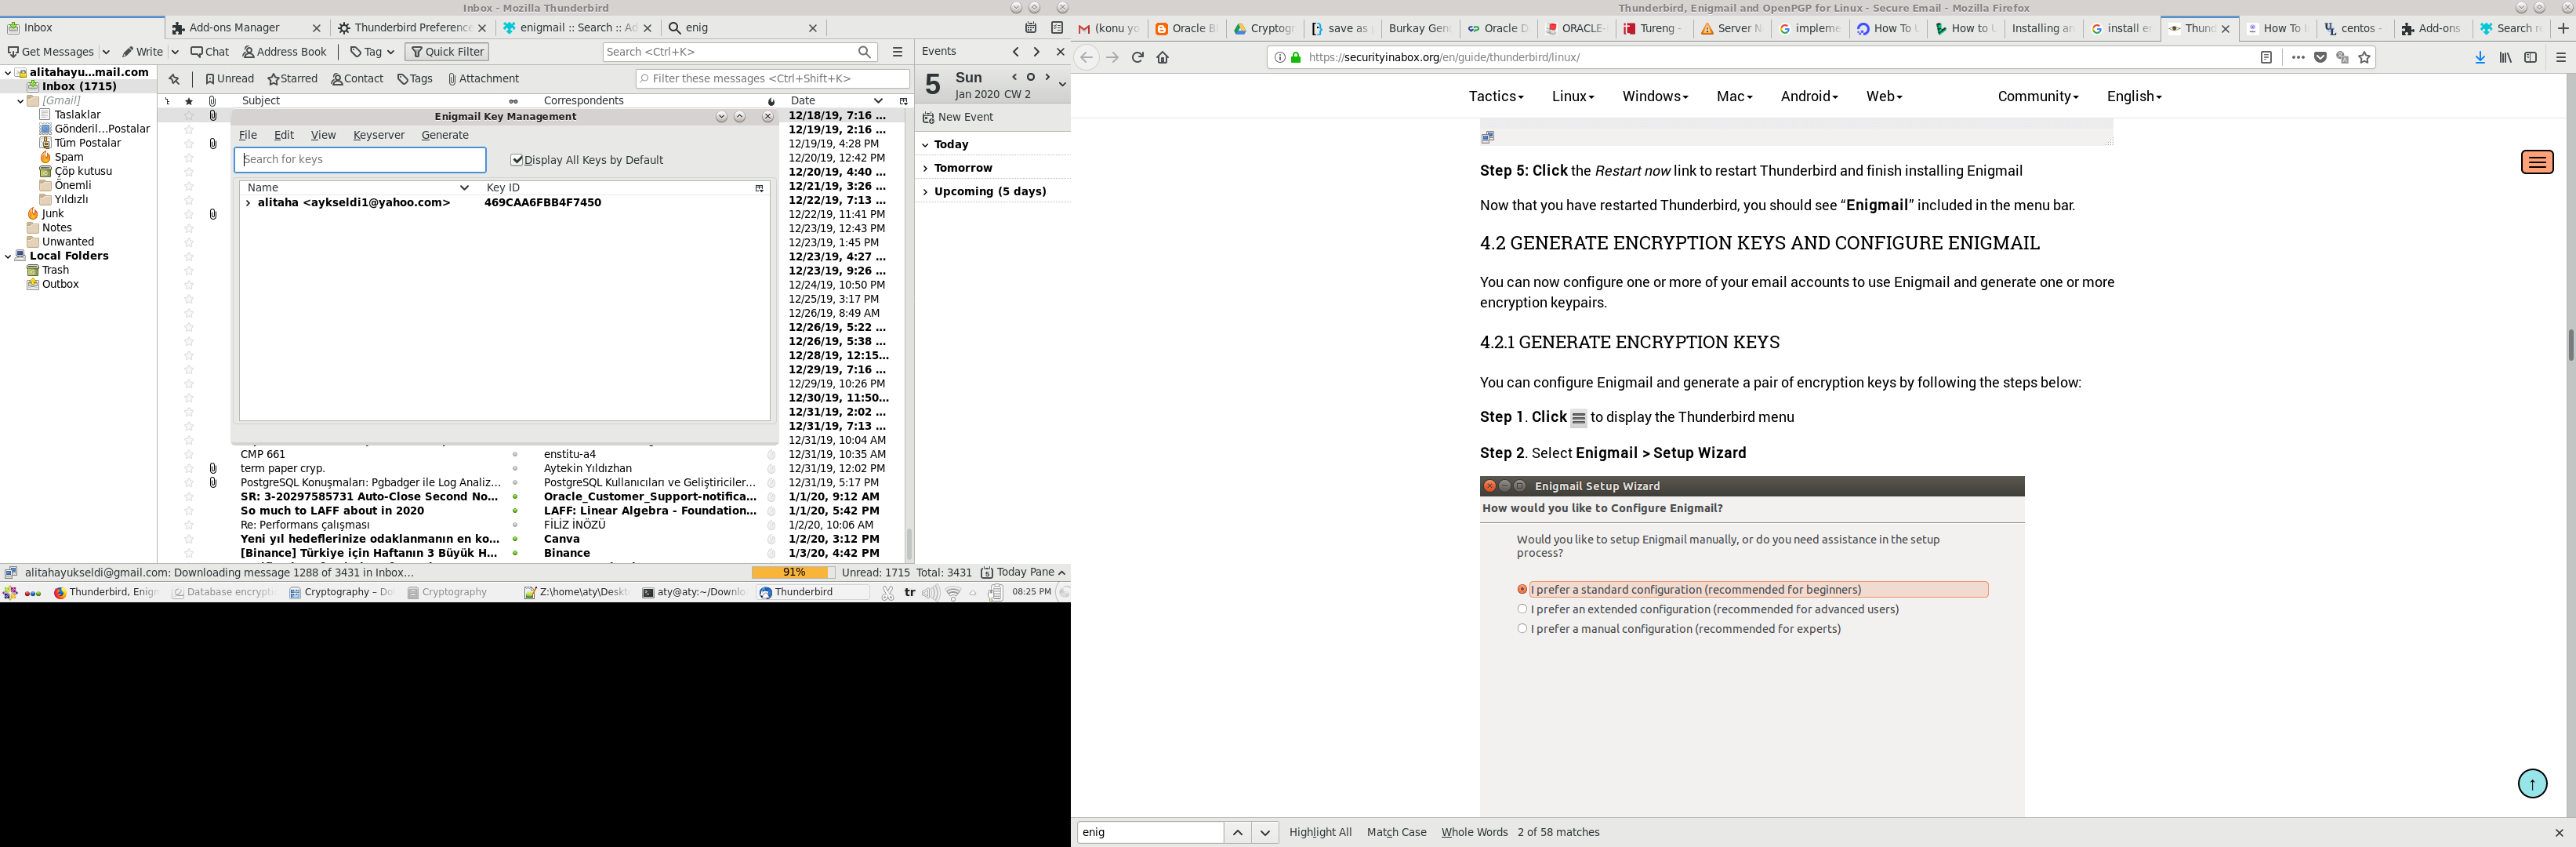 Inbox - Mozilla Thunderbird
Inbox
Add-ons Manager
Thunderbird Preference
enigmail :: Search :: Ad
enig
Get Messages
Write
Chat
Address Book
Tag
Quick Filter
Search <Ctrl+K>
Unread
Starred
Contact
Tags
Attachment
Filter these messages <Ctrl+Shift+K>
alitahayu...mail.com
Inbox (1715)
[Gmail]
Taslaklar
Gönderil...Postalar
Tüm Postalar
Spam
Çöp kutusu
Önemli
Yıldızlı
Junk
Notes
Unwanted
Local Folders
Trash
Outbox
Subject
Correspondents
Date
Enigmail Key Management
File Edit View Keyserver Generate
Search for keys
Display All Keys by Default
Name
Key ID
alitaha <aykseldi1@yahoo.com>
469CAA6FBB4F7450
12/18/19, 7:16 ...
12/19/19, 2:16 ...
12/19/19, 4:28 PM
12/20/19, 12:42 PM
12/20/19, 4:40 ...
12/21/19, 3:26 ...
12/22/19, 7:13 ...
12/22/19, 11:41 PM
12/23/19, 12:43 PM
12/23/19, 1:45 PM
12/23/19, 4:27 ...
12/23/19, 9:26 ...
12/24/19, 10:50 PM
12/25/19, 3:17 PM
12/26/19, 8:49 AM
12/26/19, 5:22 ...
12/26/19, 5:38 ...
12/28/19, 12:15...
12/29/19, 7:16 ...
12/29/19, 10:26 PM
12/30/19, 11:50...
12/31/19, 2:02 ...
12/31/19, 7:13 ...
12/31/19, 10:04 AM
CMP 661 enstitu-a4 12/31/19, 10:35 AM
term paper cryp. Aytekin Yıldızhan 12/31/19, 12:02 PM
PostgreSQL Konuşmaları: Pgbadger ile Log Analiz... PostgreSQL Kullanıcıları ve Geliştiriciler... 12/31/19, 5:17 PM
SR: 3-20297585731 Auto-Close Second No... Oracle_Customer_Support-notifica... 1/1/20, 9:12 AM
So much to LAFF about in 2020 LAFF: Linear Algebra - Foundation... 1/1/20, 5:42 PM
Re: Performans çalışması FİLİZ İNÖZÜ 1/2/20, 10:06 AM
Yeni yıl hedeflerinize odaklanmanın en ko... Canva 1/2/20, 3:12 PM
[Binance] Türkiye için Haftanın 3 Büyük H... Binance 1/3/20, 4:42 PM
Events
5
Sun
Jan 2020 CW 2
New Event
Today
Tomorrow
Upcoming (5 days)
alitahayukseldi@gmail.com: Downloading message 1288 of 3431 in Inbox...
91%
Unread: 1715 Total: 3431
5
Today Pane
Thunderbird, Enigm
Database encrypti
Cryptography – Do
Cryptography
Z:\home\aty\Deskt
aty@aty:~/Downlo
Thunderbird
tr
08:25 PM
Thunderbird, Enigmail and OpenPGP for Linux - Secure Email - Mozilla Firefox
(konu yo
Oracle B
Cryptogr
save as
Burkay Gen
Oracle D
ORACLE-
Tureng -
Server N
impleme
How To I
How to L
Installing an
install en
Thund
How To I
centos -
Add-ons
Search r
https://securityinabox.org/en/guide/thunderbird/linux/
Tactics Linux Windows Mac Android Web Community English
Step 5: Click the Restart now link to restart Thunderbird and finish installing Enigmail
Now that you have restarted Thunderbird, you should see “Enigmail” included in the menu bar.
4.2 GENERATE ENCRYPTION KEYS AND CONFIGURE ENIGMAIL
You can now configure one or more of your email accounts to use Enigmail and generate one or more
encryption keypairs.
4.2.1 GENERATE ENCRYPTION KEYS
You can configure Enigmail and generate a pair of encryption keys by following the steps below:
Step 1. Click to display the Thunderbird menu
Step 2. Select Enigmail > Setup Wizard
Enigmail Setup Wizard
How would you like to Configure Enigmail?
Would you like to setup Enigmail manually, or do you need assistance in the setup
process?
I prefer a standard configuration (recommended for beginners)
I prefer an extended configuration (recommended for advanced users)
I prefer a manual configuration (recommended for experts)
enig
Highlight All Match Case Whole Words 2 of 58 matches